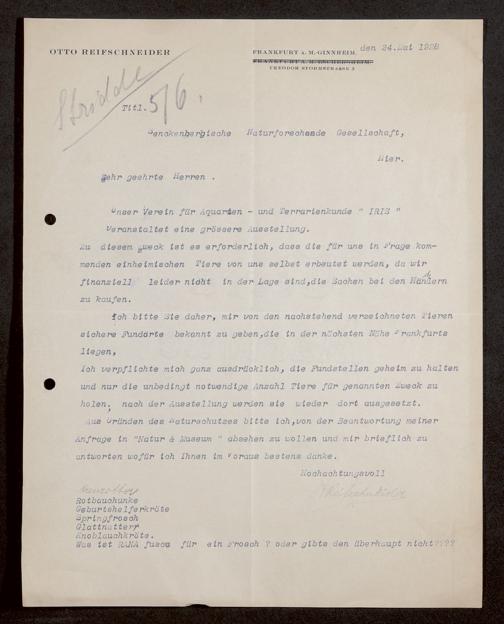 OTTO REIFSCHNEIDER
FRANKFURT A. M.-GINNHEIM, den 24.Mai 1928
FRANKFURT A. M.-ESCHERSHEIM
THEODOR STORMSTRASSE 3
5/6.
Titl.
Senckenbergische Naturforschende Gesellschaft,
Hier.
Sehr geehrte Herren .
Unser Verein für Aquarien - und Terrarienkunde " IRIS "
Veranstaltet eine grössere Ausstellung.
Zu diesem Zweck ist es erforderlich, dass die für uns in Frage kom-
menden einheimischen Tiere von uns selbst erbeutet werden, da wir
finanziell leider nicht in der Lage sind,die Sachen bei den Händlern
zu kaufen.
Ich bitte Sie daher, mir von den nachstehend verzeichneten Tieren
sichere Fundorte bekannt zu geben,die in der nächsten Nähe Frankfurts
liegen,
Ich verpflichte mich ganz ausdrücklich, die Fundstellen geheim zu halten
und nur die unbedingt notwendige Anzahl Tiere für genannten Zweck zu
holen, nach der Ausstellung werden sie wieder dort ausgesetzt.
Aus Gründen des Naturschutzes bitte ich,von der Beantwortung meiner
Anfrage in "Natur & Museum " absehen zu wollen und mir brieflich zu
antworten wofür ich Ihnen im Voraus bestens danke.
Hochachtungsvoll
Rotbauchunke
Geburtshelferkröte
Springfrosch
Glattnatter
Knoblauchkröte.
Was ist RANA fusca für ein Frosch ? oder gibts den überhaupt nicht????